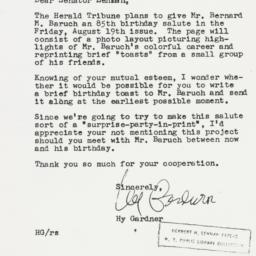 Dear Senator Lehman,
The Herald Tribune plans to give Mr. Bernard
M. Baruch an 85th birthday salute in the
Friday, August 19th issue. The page will
consist of a photo layout picturing high-
lights of Mr. Baruch's colorful career and
reprinting brief "toasts" from a small group
of his friends.
Knowing of your mutual esteem, I wonder whe-
ther it would be possible for you to write
a brief birthday toast to Mr. Baruch and send
it along at the earliest possible moment.
Since we're going to try to make this salute
sort of a "surprise-party-in-print", I'd
appreciate your not mentioning this project
should you meet with Mr. Baruch between now
and his birthday.
Thank you so much for your cooperation.
Sincerely,
Hy Gardner
Hy Gardner
HG/rs
HERBERT H. LEHMAN PAPERS
N. Y. PUBLIC LIBRARY COLLECTION